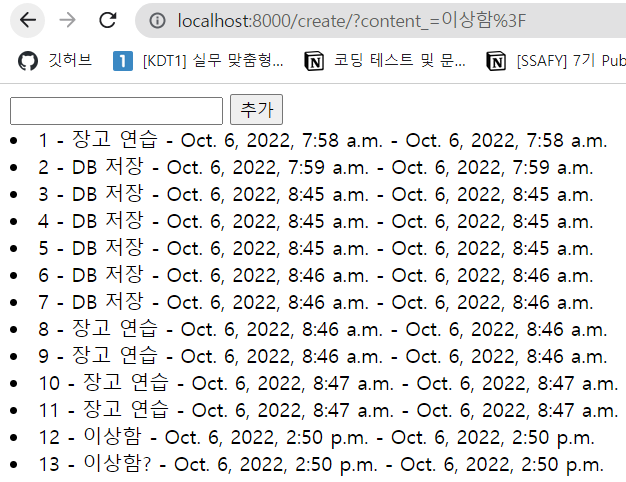 localhost:8000/create/?content_=이상함%3F
깃허브 1 [KDT1] 실무 맞춤형... 코딩 테스트 및 문... [SSAFY] 7기 Pub
추가
1 - 장고 연습 - Oct. 6, 2022, 7:58 a.m. - Oct. 6, 2022, 7:58 a.m.
2 - DB 저장 - Oct. 6, 2022, 7:59 a.m. - Oct. 6, 2022, 7:59 a.m.
3 - DB 저장 - Oct. 6, 2022, 8:45 a.m. - Oct. 6, 2022, 8:45 a.m.
4 - DB 저장 - Oct. 6, 2022, 8:45 a.m. - Oct. 6, 2022, 8:45 a.m.
5 - DB 저장 - Oct. 6, 2022, 8:45 a.m. - Oct. 6, 2022, 8:45 a.m.
6 - DB 저장 - Oct. 6, 2022, 8:46 a.m. - Oct. 6, 2022, 8:46 a.m.
7 - DB 저장 - Oct. 6, 2022, 8:46 a.m. - Oct. 6, 2022, 8:46 a.m.
8 - 장고 연습 - Oct. 6, 2022, 8:46 a.m. - Oct. 6, 2022, 8:46 a.m.
9 - 장고 연습 - Oct. 6, 2022, 8:46 a.m. - Oct. 6, 2022, 8:46 a.m.
10 - 장고 연습 - Oct. 6, 2022, 8:47 a.m. - Oct. 6, 2022, 8:47 a.m.
11 - 장고 연습 - Oct. 6, 2022, 8:47 a.m. - Oct. 6, 2022, 8:47 a.m.
12 - 이상함 - Oct. 6, 2022, 2:50 p.m. - Oct. 6, 2022, 2:50 p.m.
13 - 이상함? - Oct. 6, 2022, 2:50 p.m. - Oct. 6, 2022, 2:50 p.m.